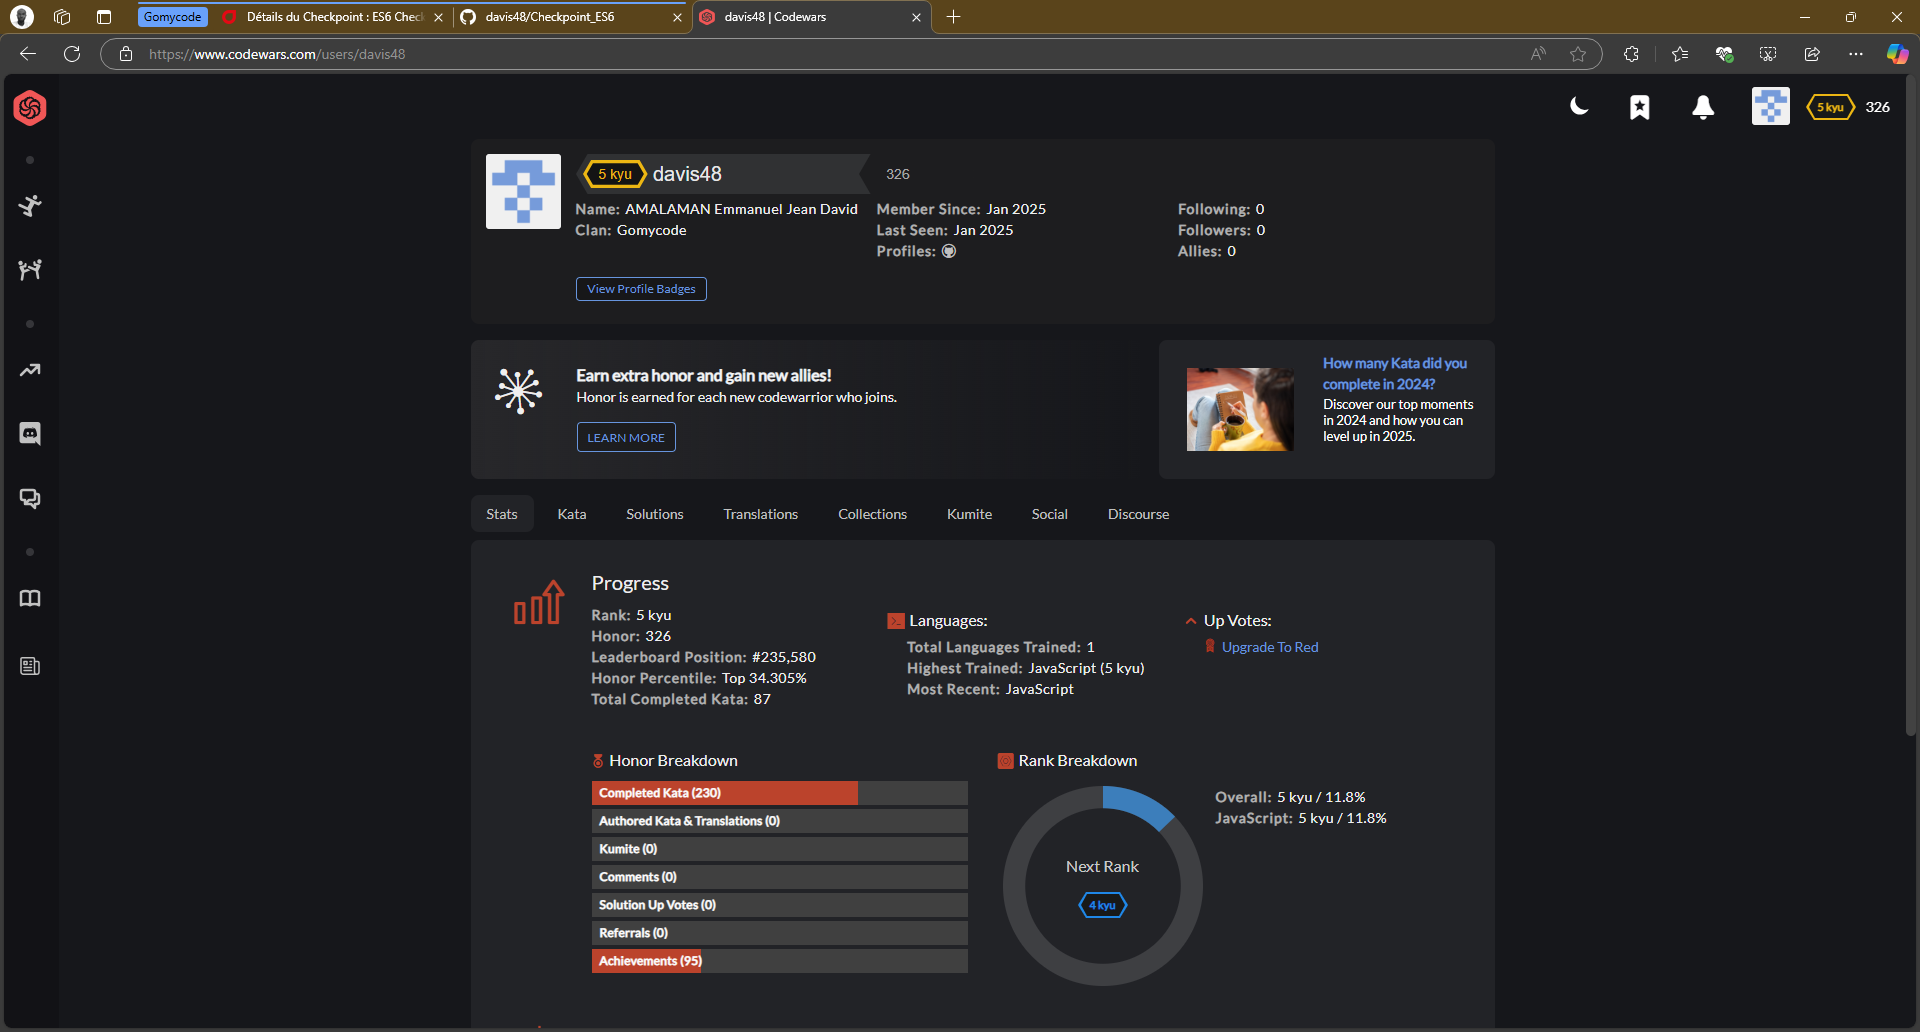 Gomycode
Détails du Checkpoint : ES6 Chec
davis48/Checkpoint_ES6
davis48 | Codewars
https://www.codewars.com/users/davis48
5 kyu
326
5 kyu
davis48
326
Name: AMALAMAN Emmanuel Jean David
Member Since: Jan 2025
Following: 0
Clan: Gomycode
Last Seen: Jan 2025
Followers: 0
Profiles:
Allies: 0
View Profile Badges
Earn extra honor and gain new allies!
Honor is earned for each new codewarrior who joins.
LEARN MORE
How many Kata did you
complete in 2024?
Discover our top moments
in 2024 and how you can
level up in 2025.
Stats
Kata
Solutions
Translations
Collections
Kumite
Social
Discourse
Progress
Rank: 5 kyu
Honor: 326
Leaderboard Position: #235,580
Honor Percentile: Top 34.305%
Total Completed Kata: 87
Languages:
Total Languages Trained: 1
Highest Trained: JavaScript (5 kyu)
Most Recent: JavaScript
Up Votes:
Upgrade To Red
Honor Breakdown
Completed Kata (230)
Authored Kata & Translations (0)
Kumite (0)
Comments (0)
Solution Up Votes (0)
Referrals (0)
Achievements (95)
Rank Breakdown
Next Rank
4 kyu
Overall: 5 kyu / 11.8%
JavaScript: 5 kyu / 11.8%